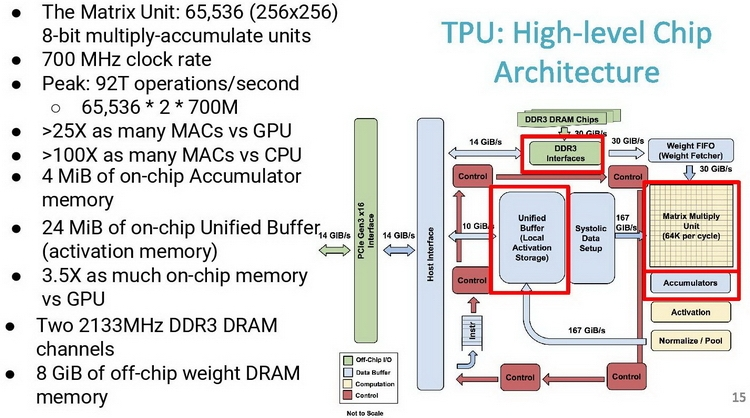 TPU: High-level Chip
Architecture
● The Matrix Unit: 65,536 (256x256)
8-bit multiply-accumulate units
● 700 MHz clock rate
● Peak: 92T operations/second
○ 65,536 * 2 * 700M
● >25X as many MACs vs GPU
● >100X as many MACs vs CPU
● 4 MiB of on-chip Accumulator
memory
● 24 MiB of on-chip Unified Buffer,
(activation memory)
● 3.5X as much on-chip memory
vs GPU
● Two 2133MHz DDR3 DRAM
channels
● 8 GiB of off-chip weight DRAM
memory
DDR3 DRAM Chips
30 GiB/s
14 GiB/s
DDR3
Interfaces
30 GiB/s
Weight FIFO
(Weight Fetcher)
30 GiB/s
Control
Control
14 GiB/s
PCIe Gen3 x16
Interface
14 GiB/s
Host Interface
10 GiB/s
Unified
Buffer
(Local
Activation
Storage)
Systolic
Data
Setup
167
GiB/s
Matrix Multiply
Unit
(64K per cycle)
Accumulators
Control
Activation
Instr
167 GiB/s
Normalize / Pool
Off-Chip I/O
Data Buffer
Computation
Control
Control
Control
Not to Scale
15